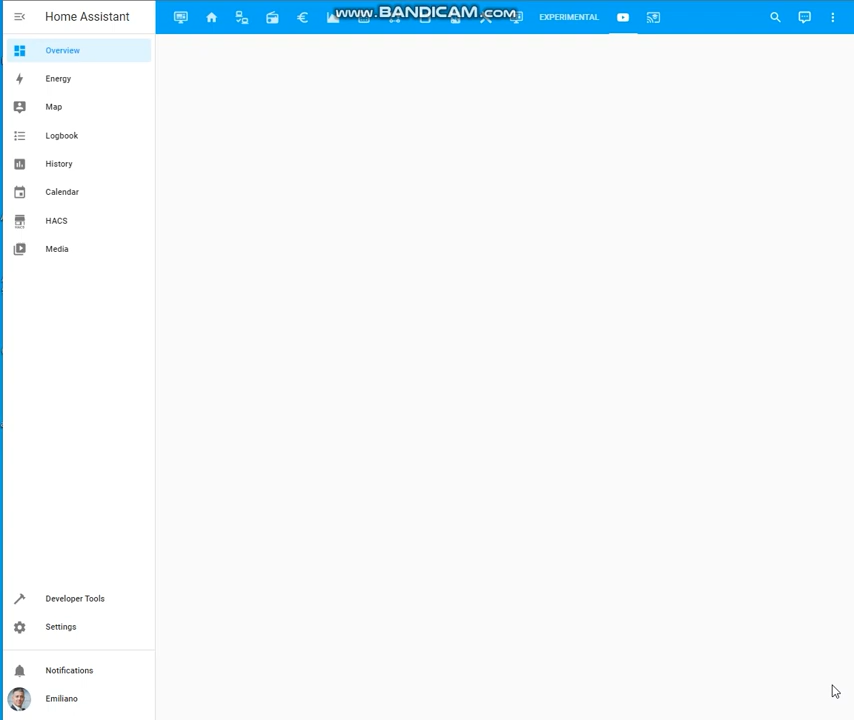 Home Assistant
www.BANDICAM.com
EXPERIMENTAL
Overview
Energy
Map
Logbook
History
Calendar
HACS
Media
Developer Tools
Settings
Notifications
Emiliano